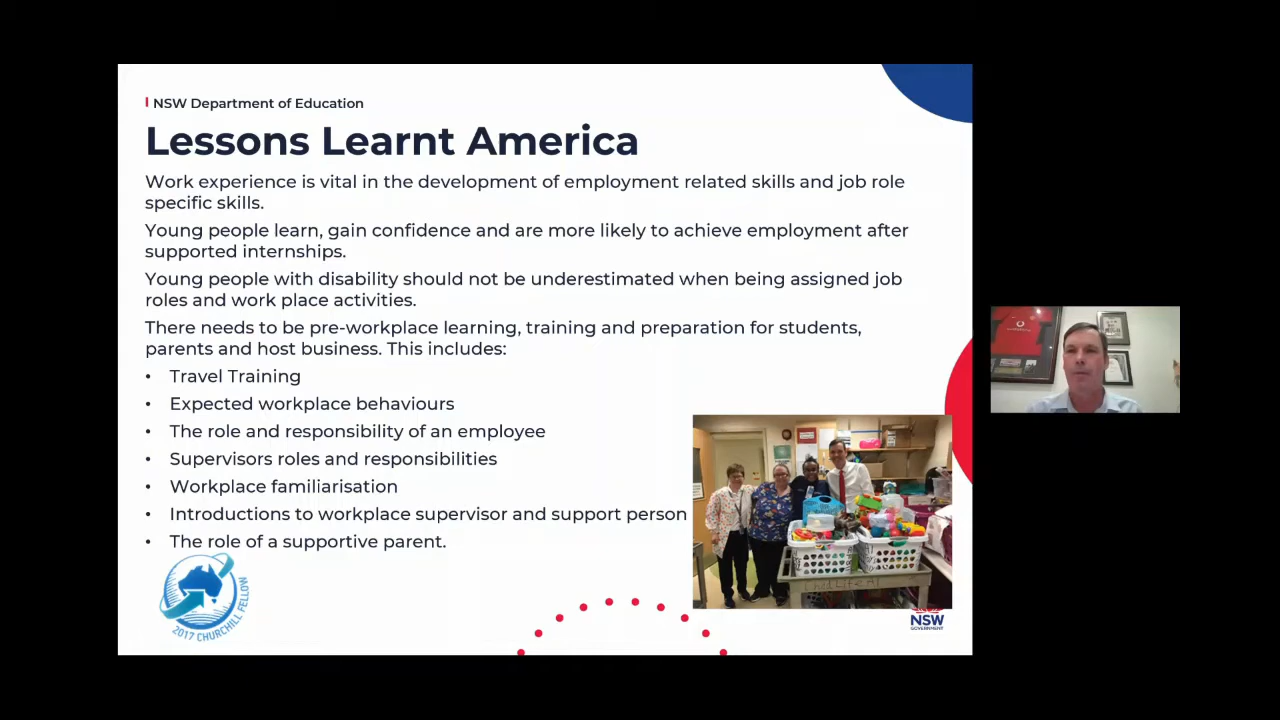 NSW Department of Education
Lessons Learnt America
Work experience is vital in the development of employment related skills and job role
specific skills.
Young people learn, gain confidence and are more likely to achieve employment after
supported internships.
Young people with disability should not be underestimated when being assigned job
roles and work place activities.
There needs to be pre-workplace learning, training and preparation for students,
parents and host business. This includes:
• Travel Training
• Expected workplace behaviours
• The role and responsibility of an employee
• Supervisors roles and responsibilities
• Workplace familiarisation
• Introductions to workplace supervisor and support person
• The role of a supportive parent.
2017 CHURCHILL FELLOW
NSW
GOVERNMENT